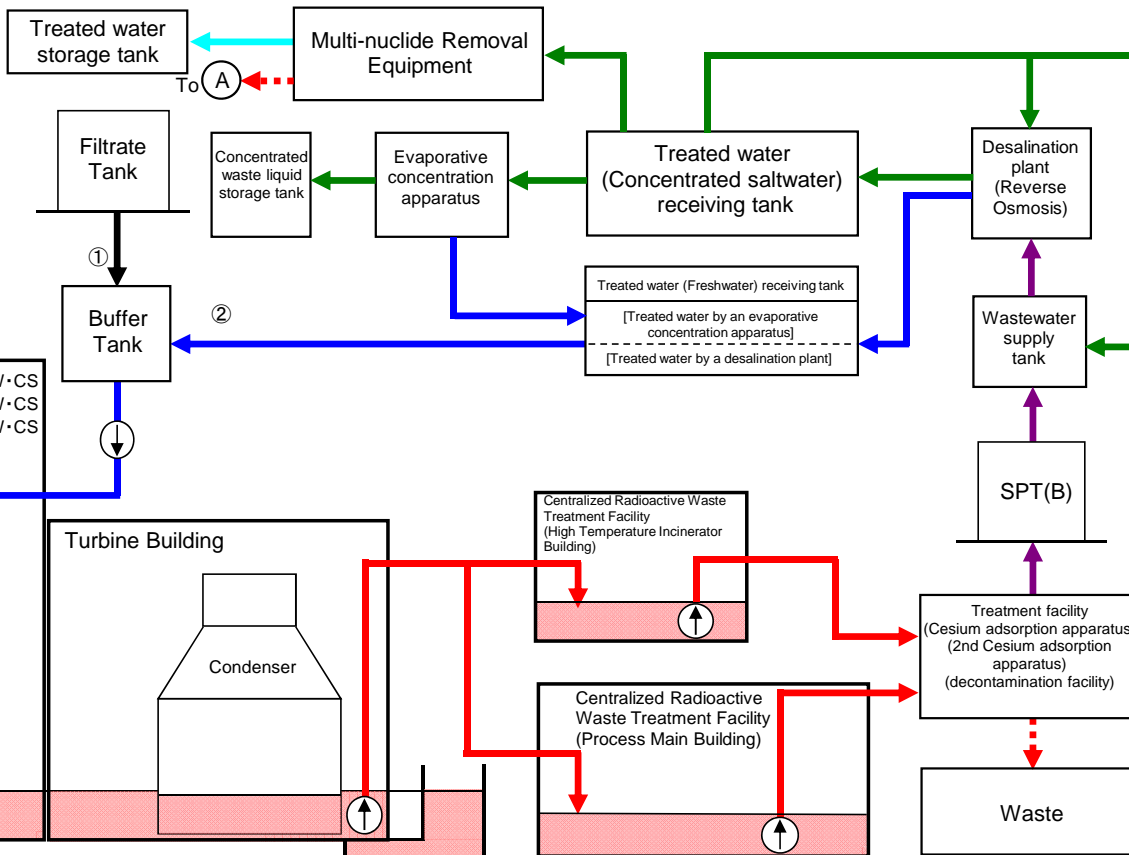 Treated water
storage tank
Multi-nuclide Removal
Equipment
To A
Filtrate
Tank
Concentrated
waste liquid
storage tank
Evaporative
concentration
apparatus
Treated water
(Concentrated saltwater)
receiving tank
Desalination
plant
(Reverse
Osmosis)
①
Buffer
Tank
②
Treated water (Freshwater) receiving tank
[Treated water by an evaporative
concentration apparatus]
[Treated water by a desalination plant]
Wastewater
supply
tank
・CS
・CS
・CS
SPT(B)
Turbine Building
Condenser
Centralized Radioactive Waste
Treatment Facility
(High Temperature Incinerator
Building)
Centralized Radioactive
Waste Treatment Facility
(Process Main Building)
Treatment facility
(Cesium adsorption apparatus
(2nd Cesium adsorption
apparatus)
(decontamination facility)
Waste